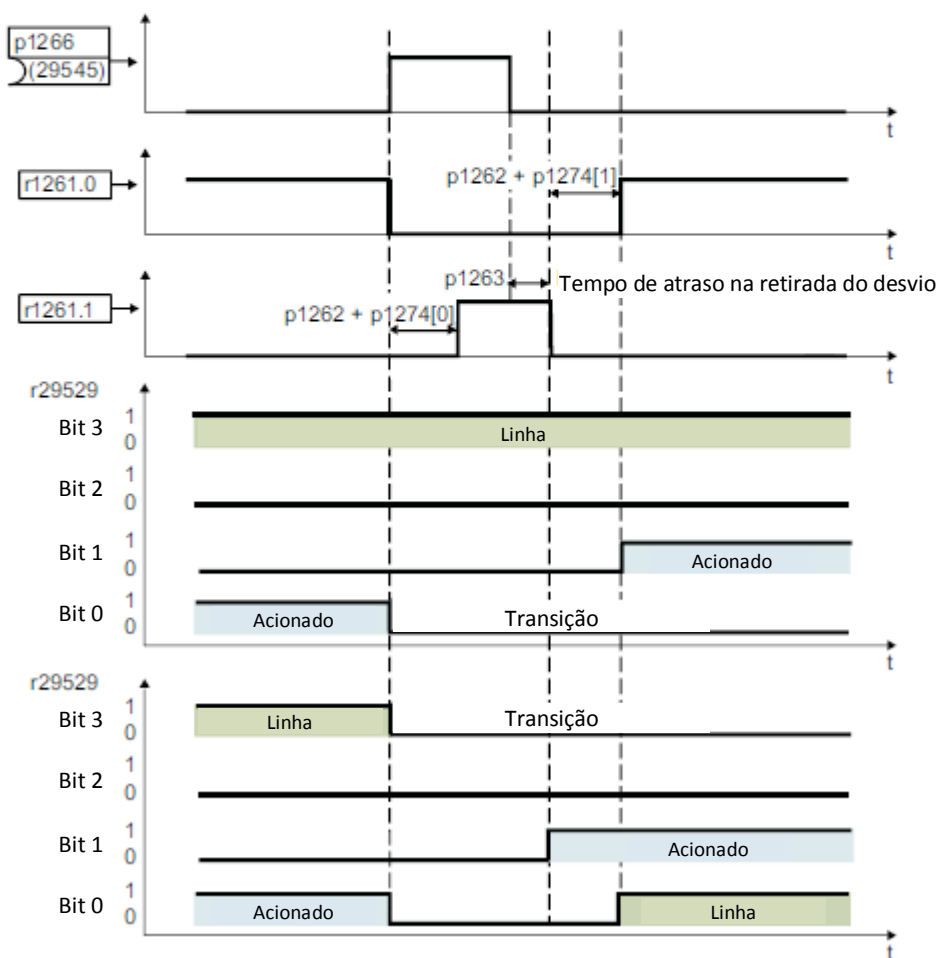 p1266
(29545)
t
r1261.0
p1262 + p1274[1]
t
r1261.1
p1263
Tempo de atraso na retirada do desvio
p1262 + p1274[0]
t
r29529
Bit 3
1
0
Linha
Bit 2
1
0
Bit 1
1
0
Acionado
Bit 0
1
0
Acionado
Transição
t
r29529
Bit 3
1
0
Linha
Transição
Bit 2
1
0
Bit 1
1
0
Acionado
Bit 0
1
0
Acionado
Linha
t